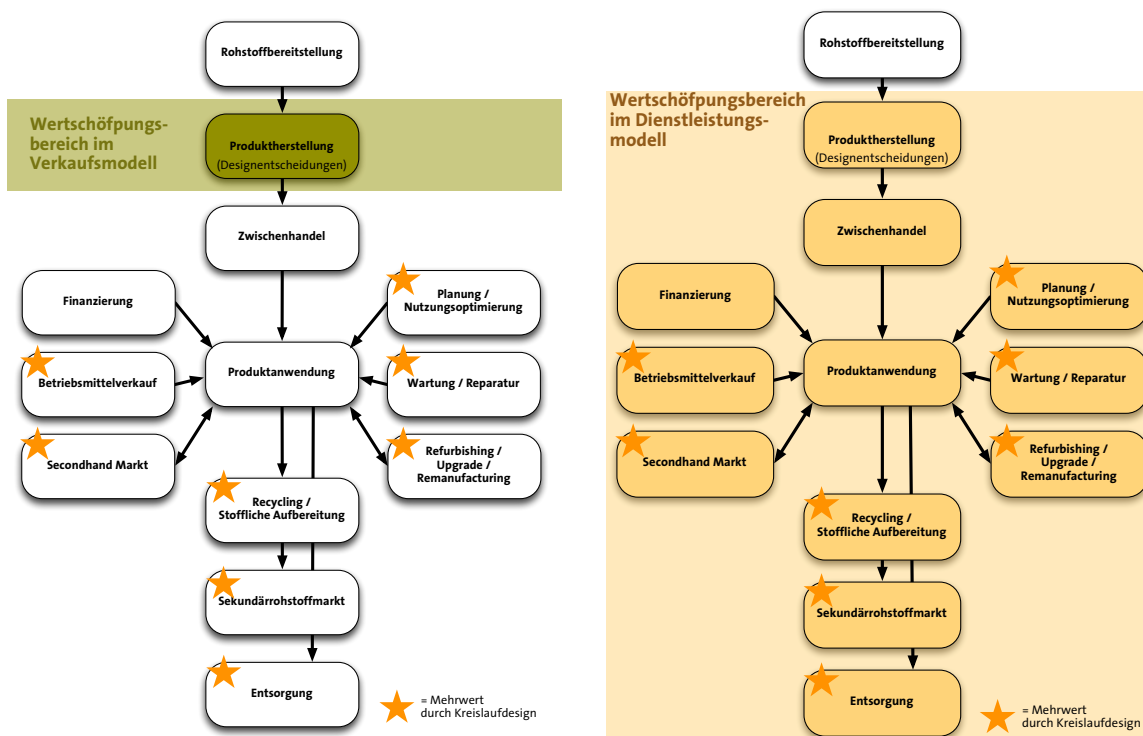 Rohstoffbereitstellung
Wertschöfpungs-
bereich im
Verkaufsmodell
Produktherstellung
(Designentscheidungen)
Zwischenhandel
Finanzierung
Planung /
Nutzungsoptimierung
Betriebsmittelverkauf
Produktanwendung
Wartung / Reparatur
Secondhand Markt
Refurbishing /
Upgrade /
Remanufacturing
Recycling /
Stoffliche Aufbereitung
Sekundärrohstoffmarkt
Entsorgung
= Mehrwert
durch Kreislaufdesign
Rohstoffbereitstellung
Wertschöfpungsbereich
im Dienstleistungs-
modell
Produktherstellung
(Designentscheidungen)
Zwischenhandel
Finanzierung
Planung /
Nutzungsoptimierung
Betriebsmittelverkauf
Produktanwendung
Wartung / Reparatur
Secondhand Markt
Refurbishing /
Upgrade /
Remanufacturing
Recycling /
Stoffliche Aufbereitung
Sekundärrohstoffmarkt
Entsorgung
= Mehrwert
durch Kreislaufdesign